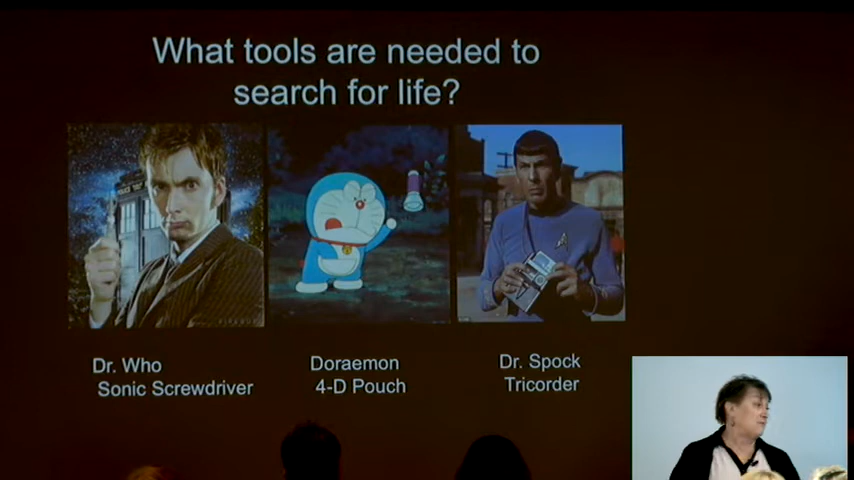 What tools are needed to
search for life?
Dr. Who
Sonic Screwdriver
Doraemon
4-D Pouch
Dr. Spock
Tricorder